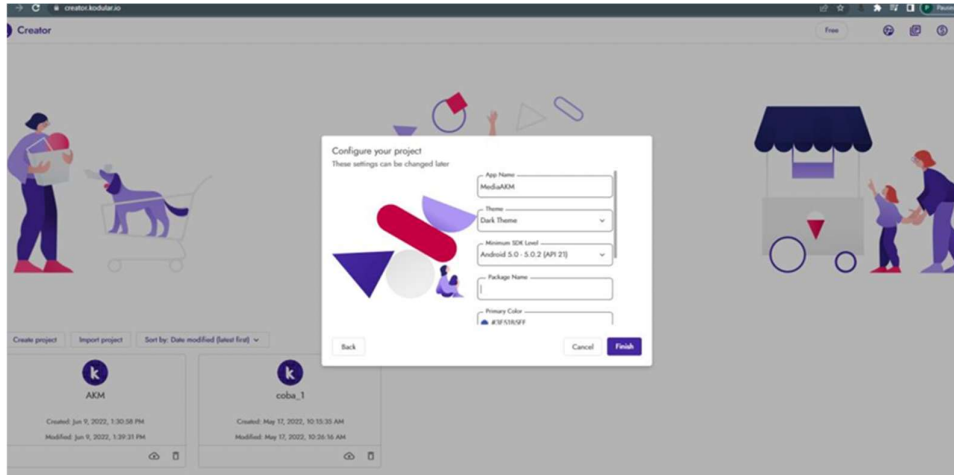 creator.kodular.io
Paused
Creator
Free
Configure your project
These settings can be changed later
App Name
MediaAKM
Theme
Dark Theme
Minimum SDK Level
Android 5.0 - 5.0.2 (API 21)
Package Name
Primary Color
#3F51B5FF
Back
Cancel
Finish
Create project
Import project
Sort by: Date modified (latest first)
AKM
Created: Jun 9, 2022, 1:30:58 PM
Modified: Jun 9, 2022, 1:39:31 PM
coba_1
Created: May 17, 2022, 10:15:35 AM
Modified: May 17, 2022, 10:26:16 AM